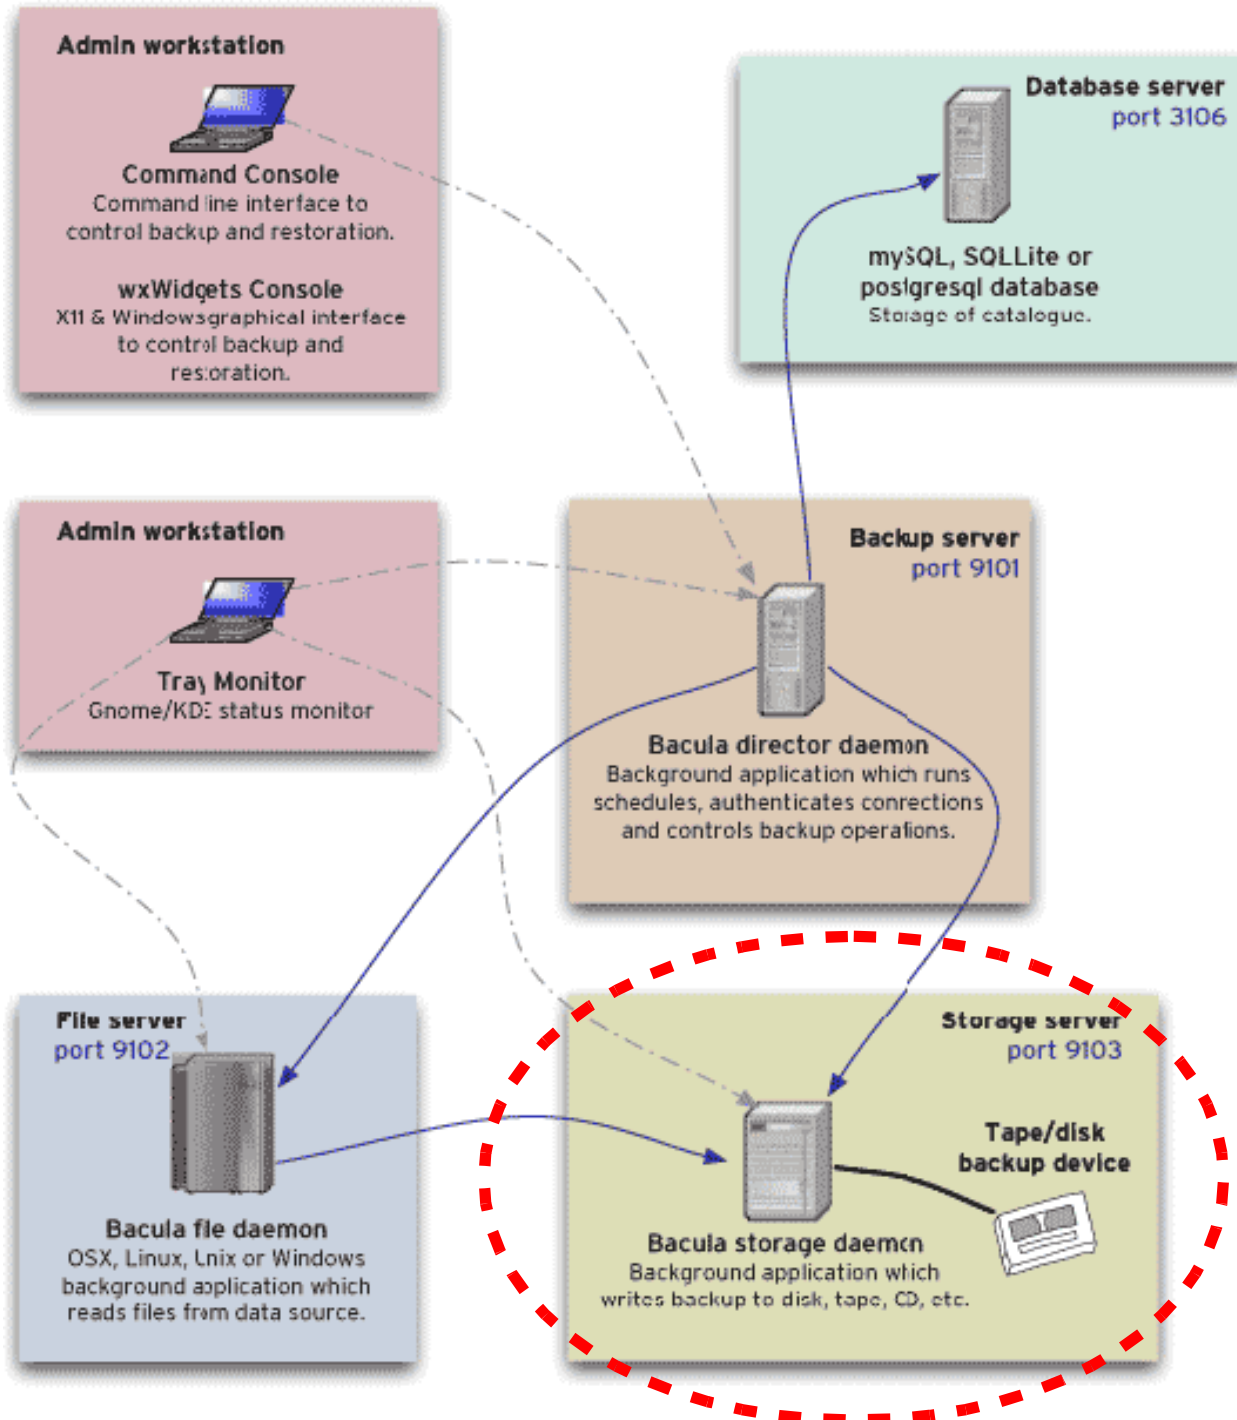 Admin workstation
Command Console
Command line interface to
control backup and restoration.
wxWidgets Console
X11 & Windowsgraphical interface
to control backup and
restoration.
Database server
port 3106
mySQL, SQLLite or
postgresql database
Storage of catalogue.
Admin workstation
Tray Monitor
Gnome/KDE status monitor
Backup server
port 9101
Bacula director daemon
Background application which runs
schedules, authenticates connections
and controls backup operations.
File server
port 9102
Bacula file daemon
OSX, Linux, Unix or Windows
background application which
reads files from data source.
Storage server
port 9103
Tape/disk
backup device
Bacula storage daemon
Background application which
writes backup to disk, tape, CD, etc.